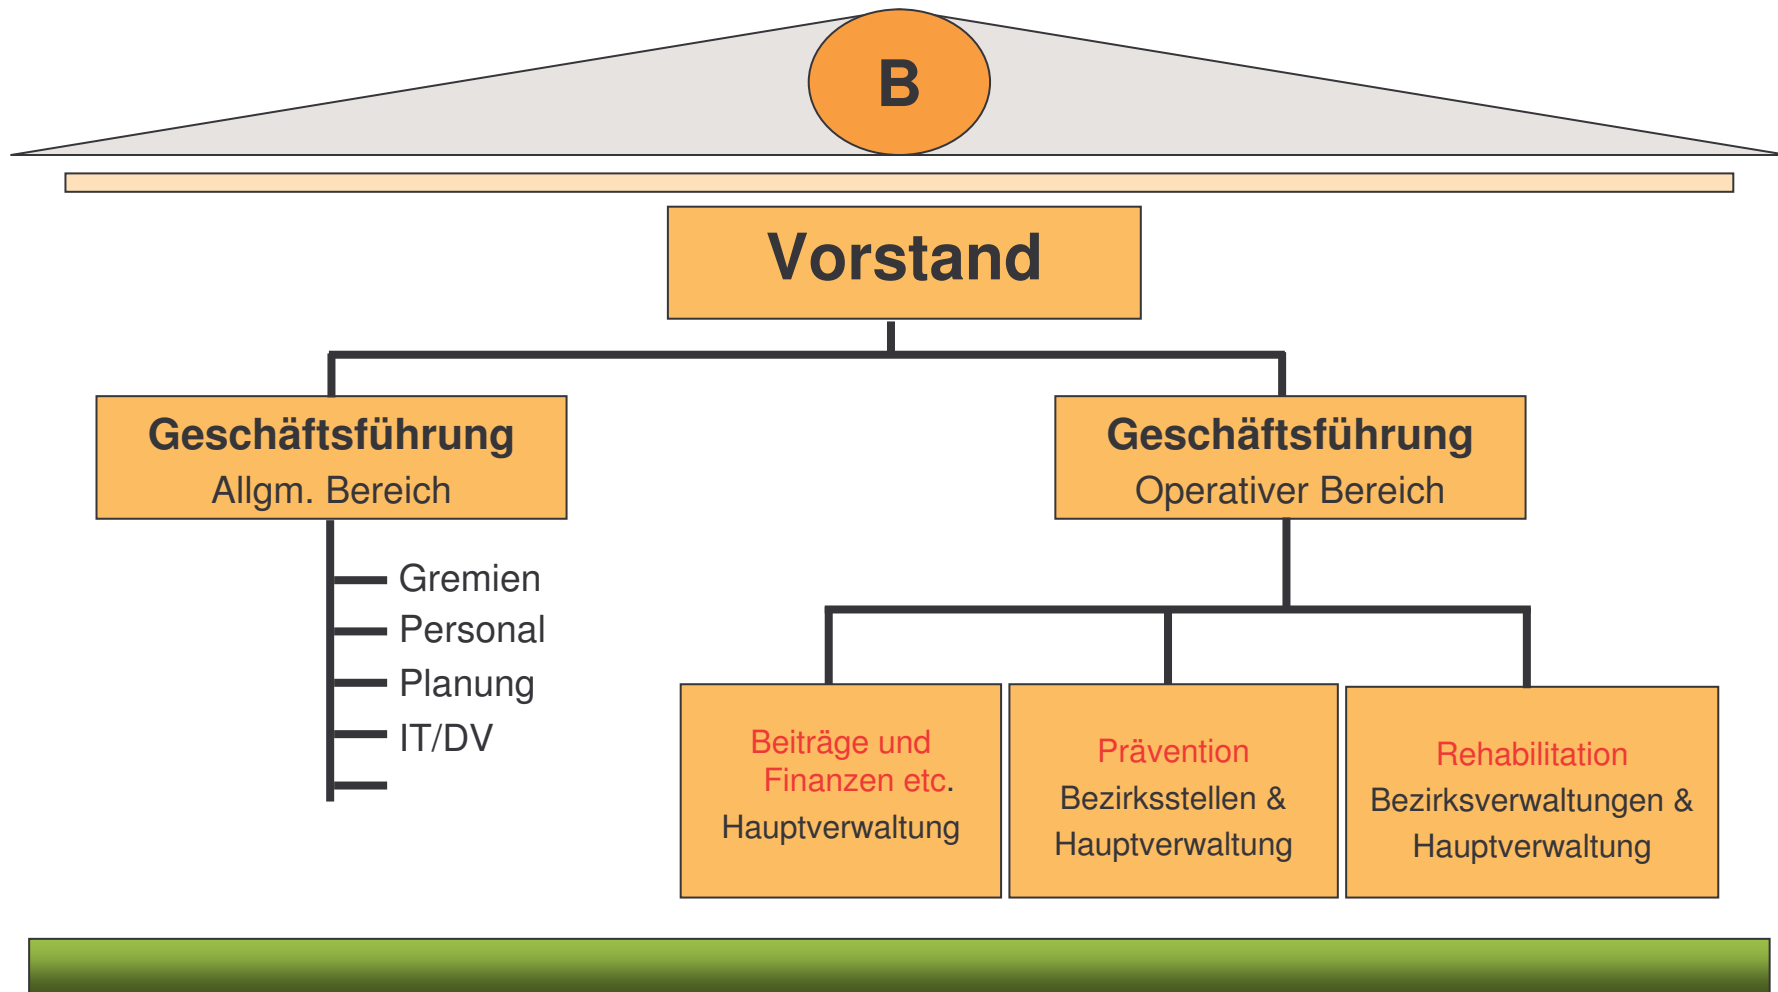 B
Vorstand
Geschäftsführung
Allgm. Bereich
Geschäftsführung
Operativer Bereich
Gremien
Personal
Planung
IT/DV
Beiträge und
Finanzen etc.
Hauptverwaltung
Prävention
Bezirksstellen &
Hauptverwaltung
Rehabilitation
Bezirksverwaltungen &
Hauptverwaltung